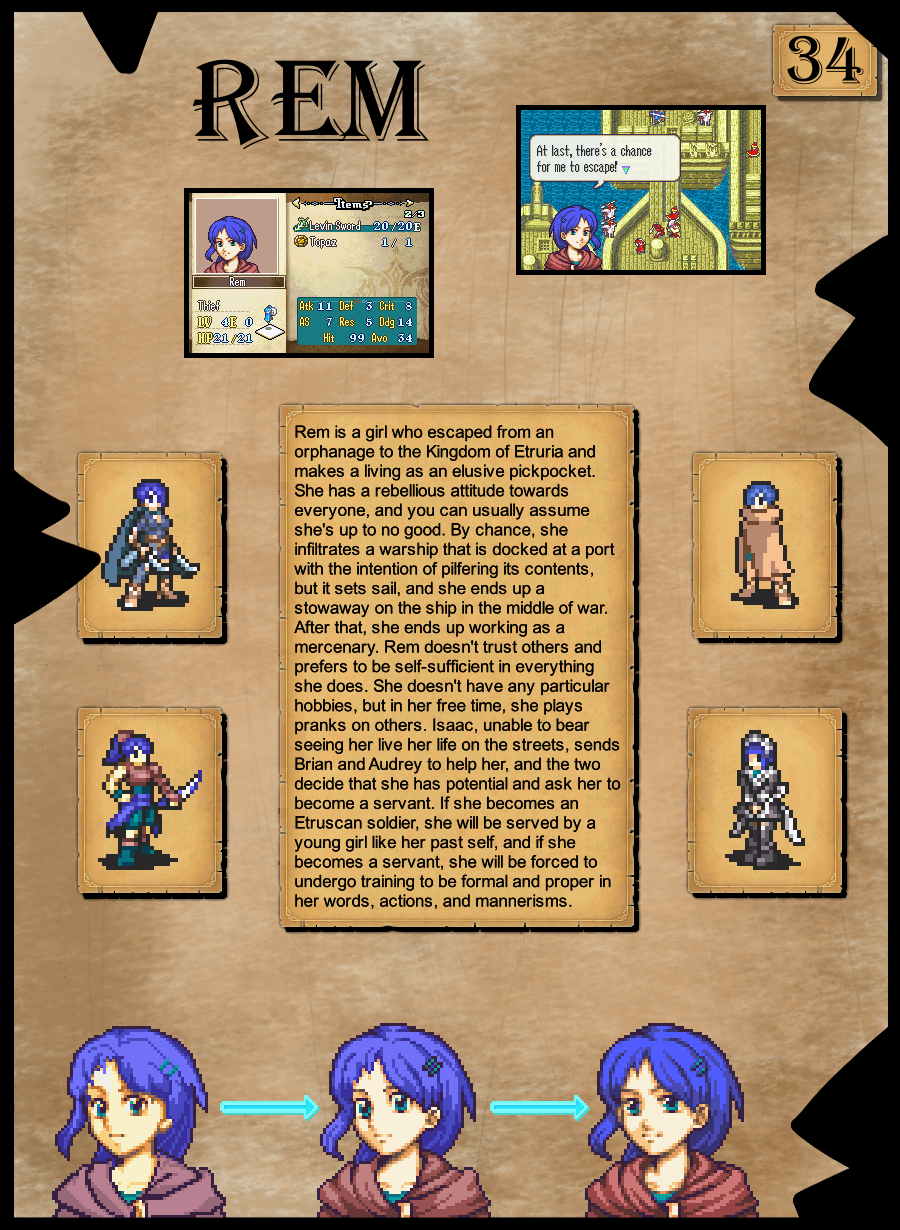 REM
34
At last, there's a chance
for me to escape!
Items
2/3
Levin Sword 20/20E
Topaz 1/ 1
Rem
Thief
LV 4E 0
HP21/21
Atk 11 Def 3 Crit 8
AS 7 Res 5 Ddg 14
Hit 99 Avo 34
Rem is a girl who escaped from an
orphanage to the Kingdom of Etruria and
makes a living as an elusive pickpocket.
She has a rebellious attitude towards
everyone, and you can usually assume
she's up to no good. By chance, she
infiltrates a warship that is docked at a port
with the intention of pilfering its contents,
but it sets sail, and she ends up a
stowaway on the ship in the middle of war.
After that, she ends up working as a
mercenary. Rem doesn't trust others and
prefers to be self-sufficient in everything
she does. She doesn't have any particular
hobbies, but in her free time, she plays
pranks on others. Isaac, unable to bear
seeing her live her life on the streets, sends
Brian and Audrey to help her, and the two
decide that she has potential and ask her to
become a servant. If she becomes an
Etruscan soldier, she will be served by a
young girl like her past self, and if she
becomes a servant, she will be forced to
undergo training to be formal and proper in
her words, actions, and mannerisms.